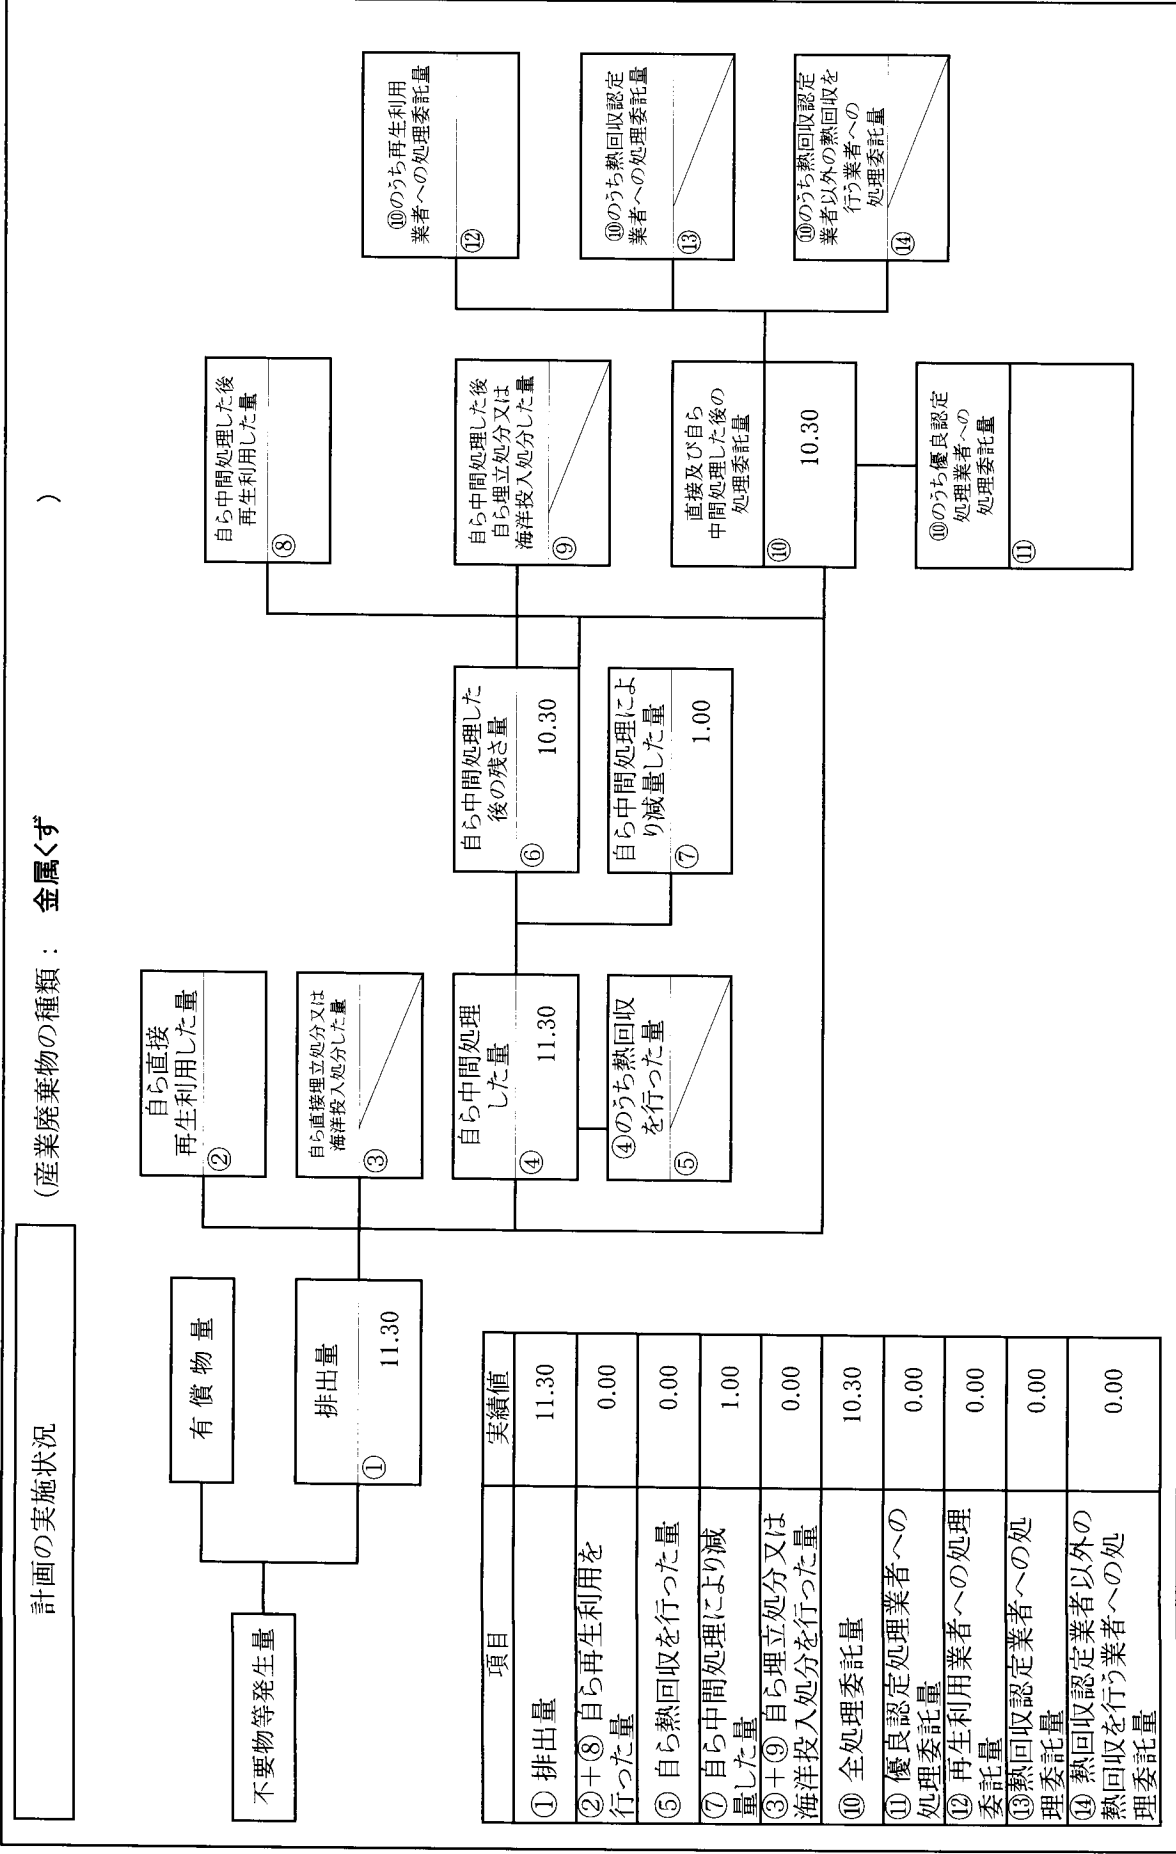 計画の実施状況
(産業廃棄物の種類： 金属くず )
不要物等発生量
有償物量
排出量
①
11.30
自ら直接
再生利用した量
②
自ら直接埋立処分又は
海洋投入処分した量
③
自ら中間処理
した量
④
11.30
④のうち熱回収
を行った量
⑤
自ら中間処理した
後の残さ量
⑥
10.30
自ら中間処理によ
り減量した量
⑦
1.00
自ら中間処理した後
再生利用した量
⑧
自ら中間処理した後
自ら埋立処分又は
海洋投入処分した量
⑨
直接及び自ら
中間処理した後の
処理委託量
⑩
10.30
⑩のうち優良認定
処理業者への
処理委託量
⑪
⑩のうち再生利用
業者への処理委託量
⑫
⑩のうち熱回収認定
業者への処理委託量
⑬
⑩のうち熱回収認定
業者以外の熱回収を
行う業者への
処理委託量
⑭
項目 実績値
①排出量 11.30
②＋⑧ 自ら再生利用を
行った量 0.00
⑤ 自ら熱回収を行った量 0.00
⑦ 自ら中間処理により減
量した量 1.00
③＋⑨ 自ら埋立処分又は
海洋投入処分を行った量 0.00
⑩ 全処理委託量 10.30
⑪ 優良認定処理業者への
処理委託量 0.00
⑫ 再生利用業者への処理
委託量 0.00
⑬熱回収認定業者への処
理委託量 0.00
⑭ 熱回収認定業者以外の
熱回収を行う業者への処
理委託量 0.00